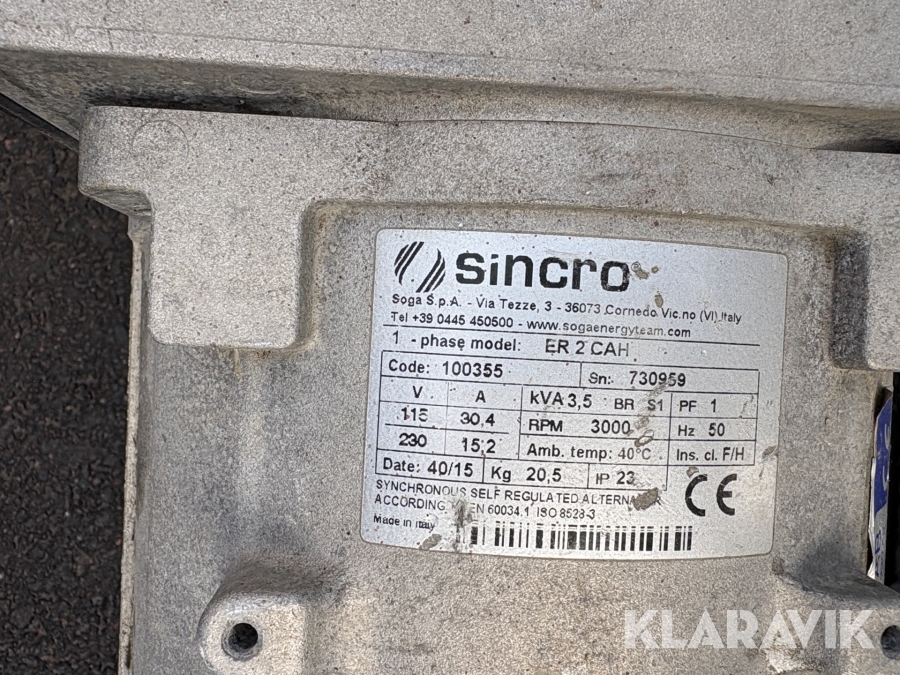 sincro
Soga S.p.A. - Via Tezze, 3 - 36073 Cornedo Vic.no (VI) Italy
Tel +39 0445 450500 - www.sogaenergyteam.com
1 - phase model: ER 2 CAH
Code: 100355 Sn: 730959
V A kVA 3,5 BR S1 PF 1
115 30,4 RPM 3000 Hz 50
230 15,2 Amb. temp: 40°C Ins. cl. F/H
Date: 40/15 Kg 20,5 IP 23
SYNCHRONOUS SELF REGULATED ALTERNATOR
ACCORDING EN 60034.1 ISO 8528-3
Made in italy
CE
KLARAVIK